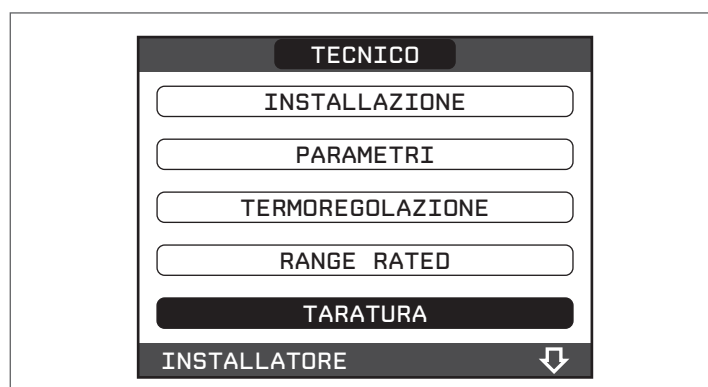 TECNICO
INSTALLAZIONE
PARAMETRI
TERMOREGOLAZIONE
RANGE RATED
TARATURA
INSTALLATORE